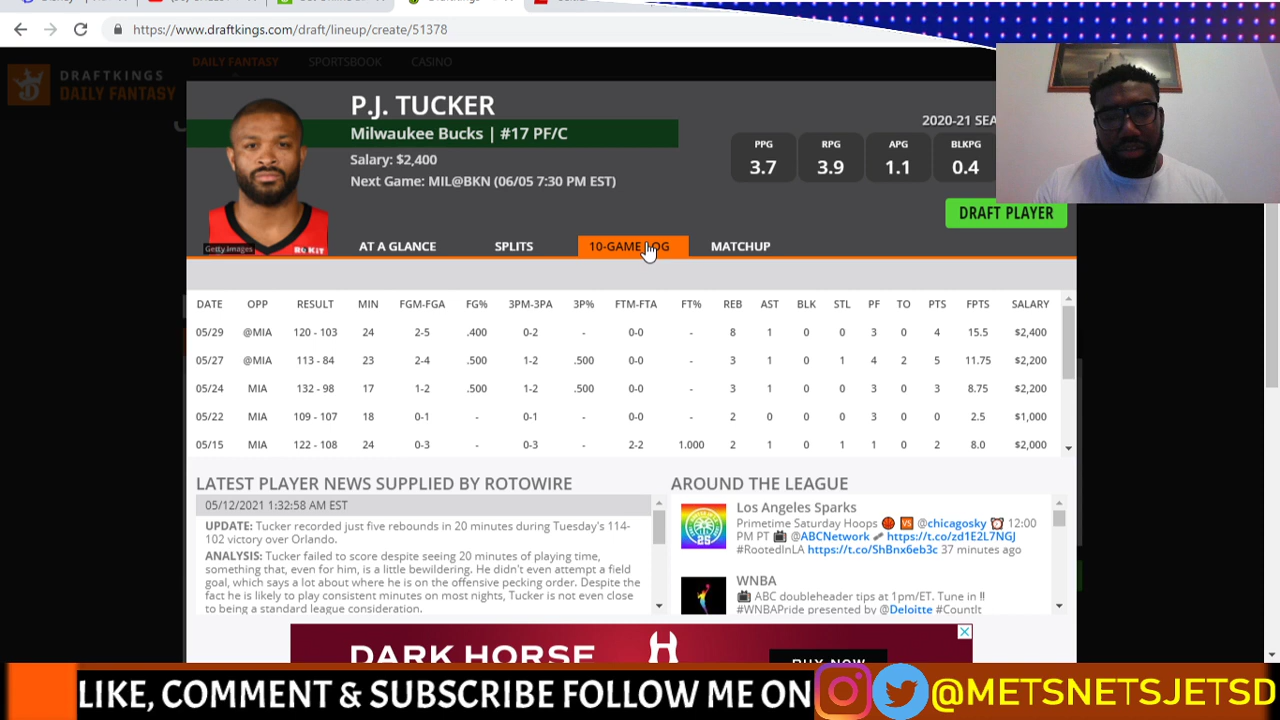 https://www.draftkings.com/draft/lineup/create/51378
DRAFTKINGS
DAILY FANTASY
DAILY FANTASY SPORTSBOOK CASINO
P.J. TUCKER
Milwaukee Bucks | #17 PF/C
Salary: $2,400
Next Game: MIL@BKN (06/05 7:30 PM EST)
2020-21 SEA
PPG RPG APG BLKPG
3.7 3.9 1.1 0.4
DRAFT PLAYER
Getty Images
AT A GLANCE SPLITS 10-GAME LOG MATCHUP
DATE OPP RESULT MIN FGM-FGA FG% 3PM-3PA 3P% FTM-FTA FT% REB AST BLK STL PF TO PTS FPTS SALARY
05/29 @MIA 120 - 103 24 2-5 .400 0-2 - 0-0 - 8 1 0 0 3 0 4 15.5 $2,400
05/27 @MIA 113 - 84 23 2-4 .500 1-2 .500 0-0 - 3 1 0 1 4 2 5 11.75 $2,200
05/24 MIA 132 - 98 17 1-2 .500 1-2 .500 0-0 - 3 1 0 0 3 0 3 8.75 $2,200
05/22 MIA 109 - 107 18 0-1 - 0-1 - 0-0 - 2 0 0 0 3 0 0 2.5 $1,000
05/15 MIA 122 - 108 24 0-3 - 0-3 - 2-2 1.000 2 1 0 1 1 0 2 8.0 $2,000
LATEST PLAYER NEWS SUPPLIED BY ROTOWIRE
05/12/2021 1:32:58 AM EST
UPDATE: Tucker recorded just five rebounds in 20 minutes during Tuesday's 114-
102 victory over Orlando.
ANALYSIS: Tucker failed to score despite seeing 20 minutes of playing time,
something that, even for him, is a little bewildering. He didn't even attempt a field
goal, which says a lot about where he is on the offensive pecking order. Despite the
fact he is likely to play consistent minutes on most nights, Tucker is not even close
to being a standard league consideration.
AROUND THE LEAGUE
Los Angeles Sparks
Primetime Saturday Hoops 🏀 🆚 @chicagosky ⏰ 12:00
PM PT 📺 @ABCNetwork 🔗 https://t.co/zd1E2L7NGJ
#RootedInLA https://t.co/ShBnx6eb3c 37 minutes ago
WNBA
📺 ABC doubleheader tips at 1pm/ET. Tune in ‼
#WNBAPride presented by @Deloitte #CountIt
DARK HORSE
BUY NOW
LIKE, COMMENT & SUBSCRIBE FOLLOW ME ON @METSNETSJETSD